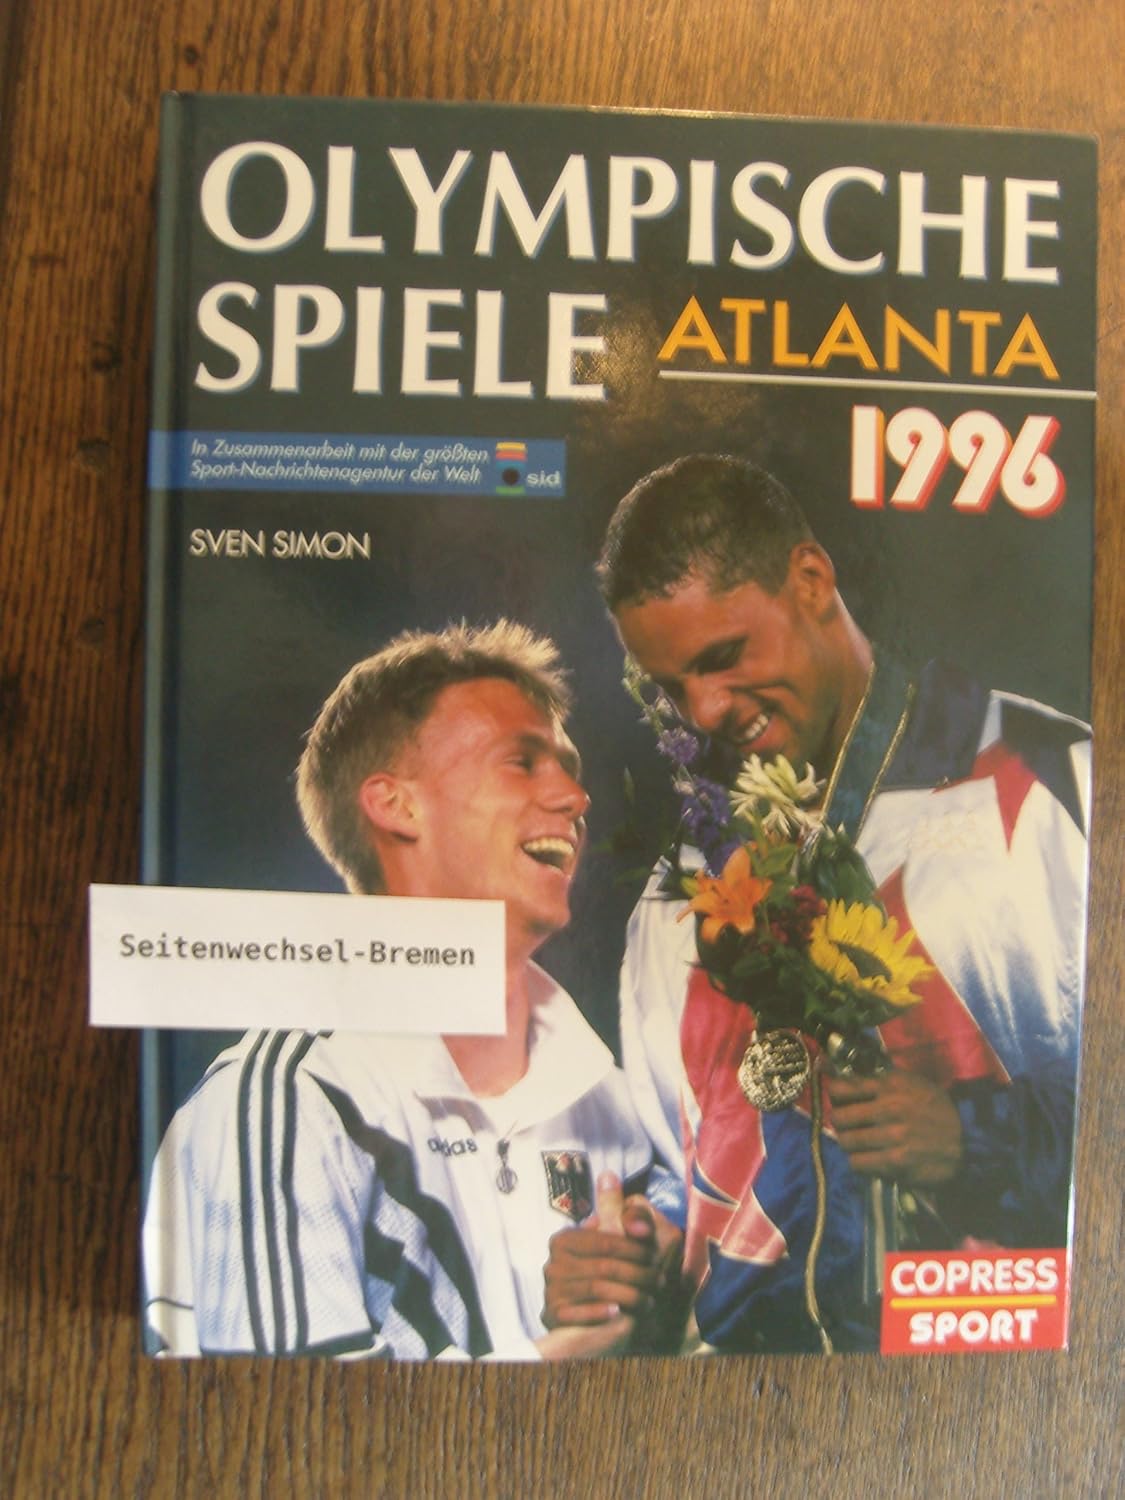 OLYMPISCHE
SPIELE ATLANTA
1996
In Zusammenarbeit mit der größten
Sport-Nachrichtenagentur der Welt sid
SVEN SIMON
Seitenwechsel-Bremen
adidas
COPRESS
SPORT